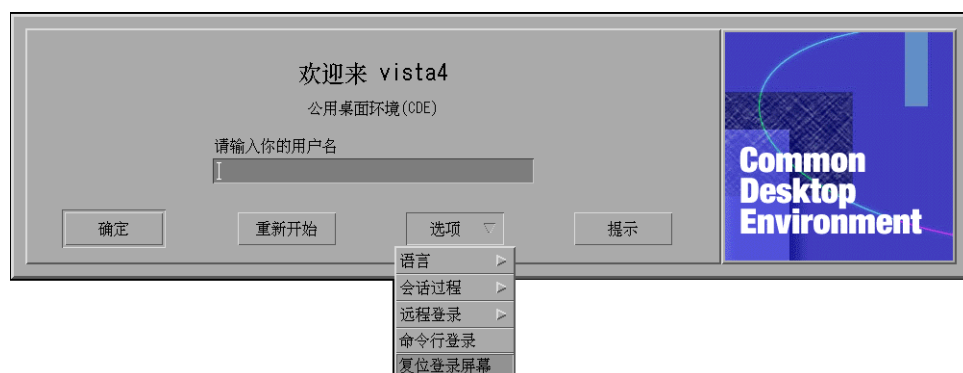 欢迎来 vista4
公用桌面环境(CDE)
请输入你的用户名
确定
重新开始
选项
提示
语言
会话过程
远程登录
命令行登录
复位登录屏幕
Common
Desktop
Environment